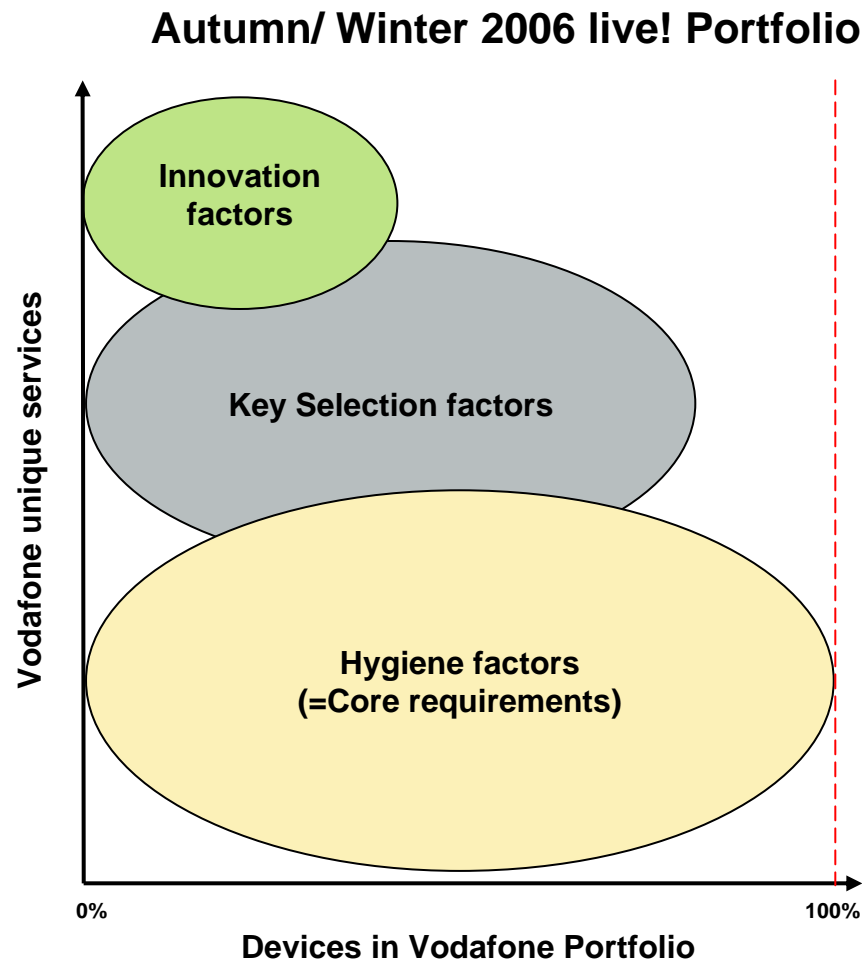 Autumn/ Winter 2006 live! Portfolio
Innovation
factors
Key Selection factors
Vodafone unique services
Hygiene factors
(=Core requirements)
0%
100%
Devices in Vodafone Portfolio